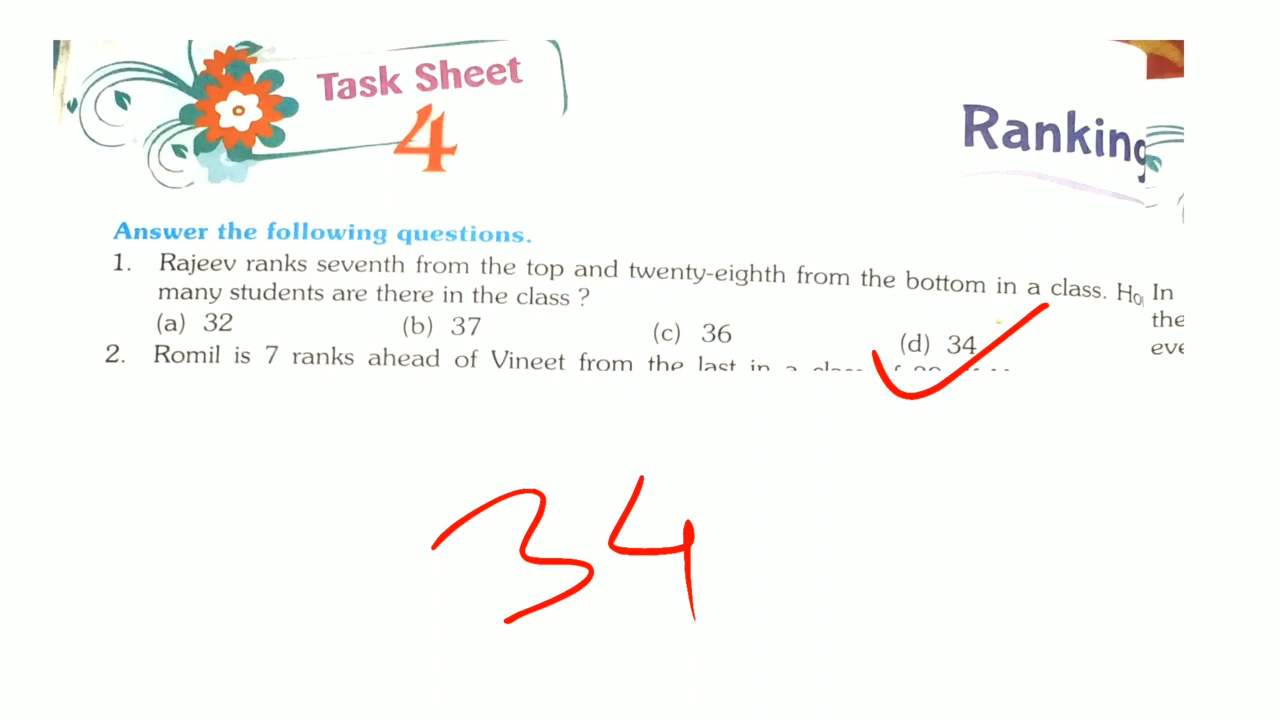 Task Sheet
4
Ranking
Answer the following questions.
1. Rajeev ranks seventh from the top and twenty-eighth from the bottom in a class. Ho
many students are there in the class ?
(a) 32 (b) 37 (c) 36 (d) 34
2. Romil is 7 ranks ahead of Vineet from the last in a
In
the
eve
34